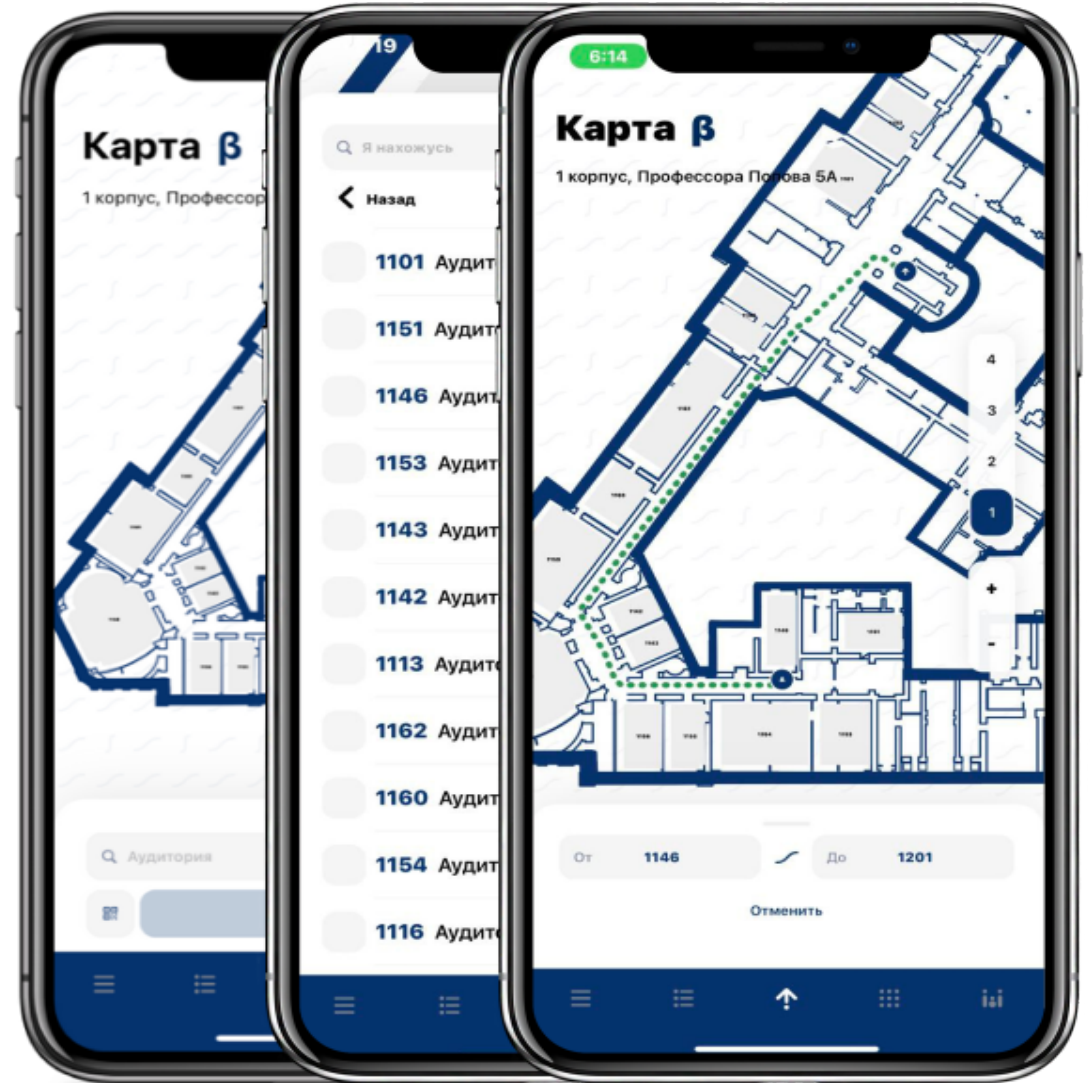 Карта β
1 корпус, Профессор
Аудитория
19
Я нахожусь
Назад
1101 Аудит
1151 Аудит
1146 Аудит
1153 Аудит
1143 Аудит
1142 Аудит
1113 Аудито
1162 Аудит
1160 Аудит
1154 Аудит
1116 Аудито
6:14
Карта β
1 корпус, Профессора Попова 5А
4
3
2
1
+
-
От 1146
До 1201
Отменить